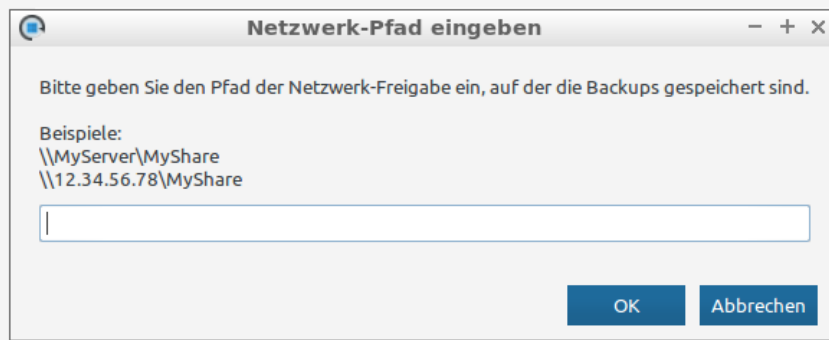 Netzwerk-Pfad eingeben
Bitte geben Sie den Pfad der Netzwerk-Freigabe ein, auf der die Backups gespeichert sind.
Beispiele:
\\MyServer\MyShare
\\12.34.56.78\MyShare
OK Abbrechen